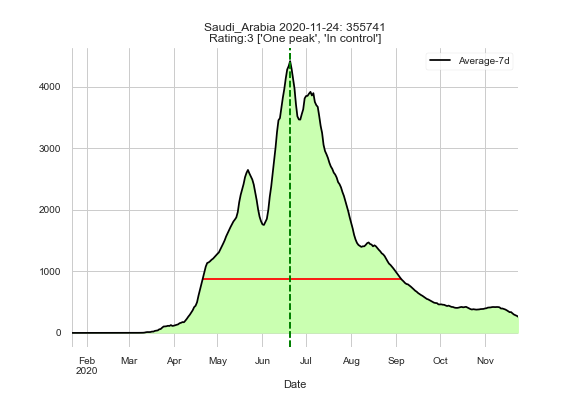 Saudi_Arabia 2020-11-24: 355741
Rating:3 ['One peak', 'In control']
Average-7d
4000
3000
2000
1000
0
Feb Mar Apr May Jun Jul Aug Sep Oct Nov
2020
Date